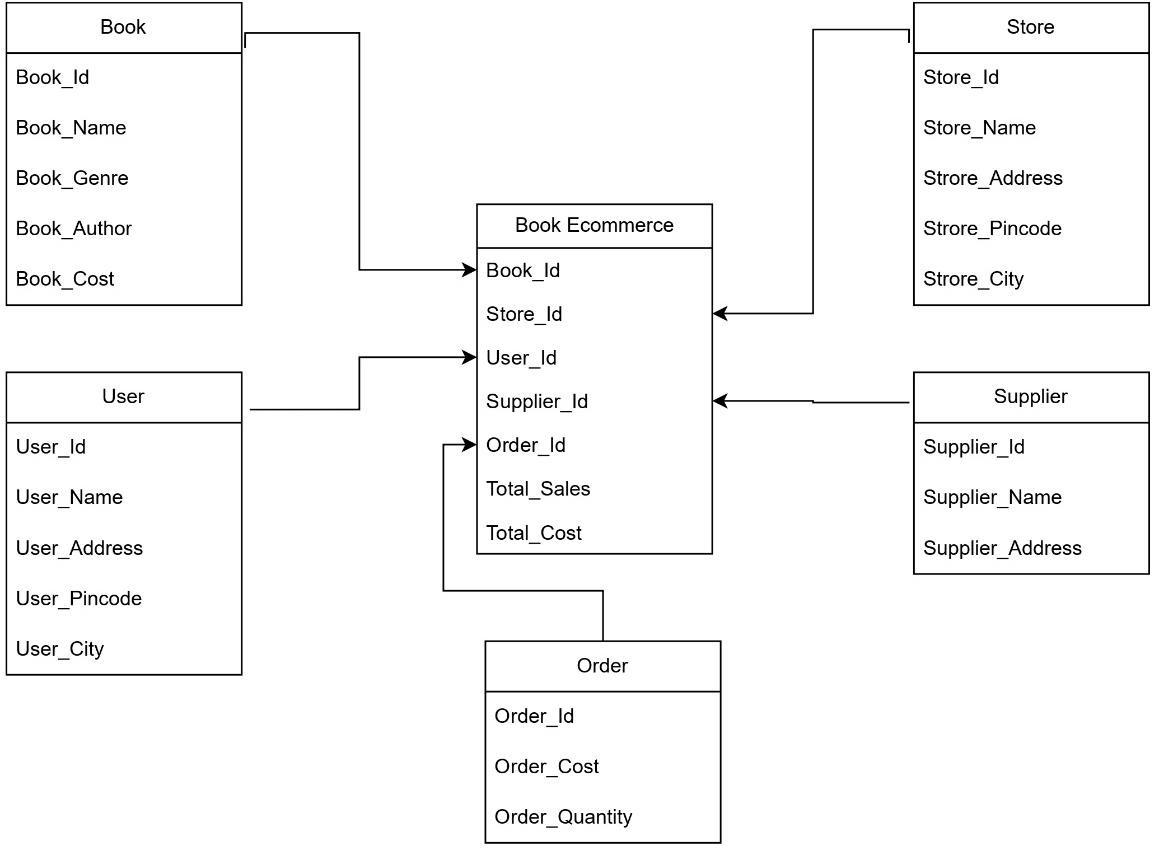 Book
Book_Id
Book_Name
Book_Genre
Book_Author
Book_Cost
Store
Store_Id
Store_Name
Strore_Address
Strore_Pincode
Strore_City
Book Ecommerce
Book_Id
Store_Id
User_Id
Supplier_Id
Order_Id
Total_Sales
Total_Cost
User
User_Id
User_Name
User_Address
User_Pincode
User_City
Supplier
Supplier_Id
Supplier_Name
Supplier_Address
Order
Order_Id
Order_Cost
Order_Quantity